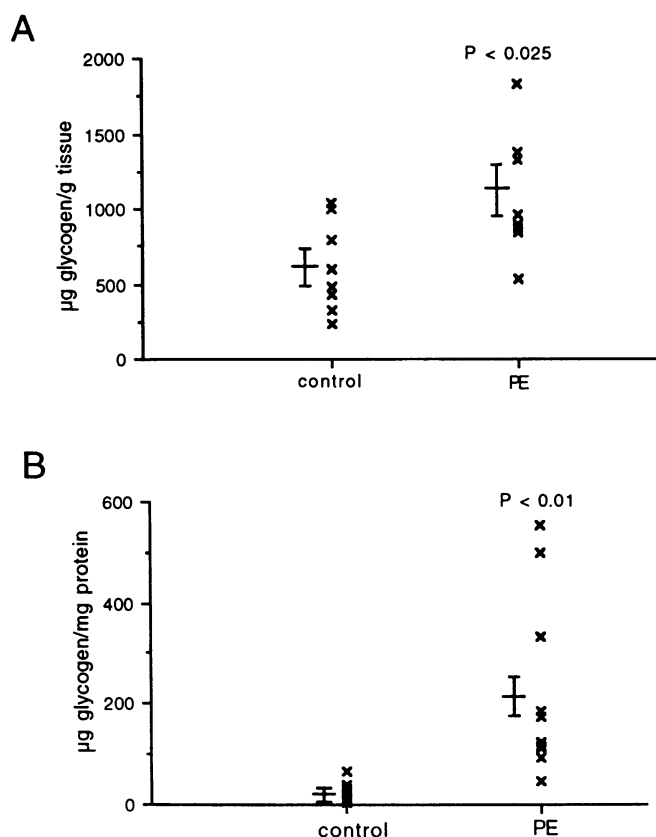 A
P < 0.025
2000
1500
1000
500
0
µg glycogen/g tissue
control
PE
B
P < 0.01
600
400
200
0
µg glycogen/mg protein
control
PE